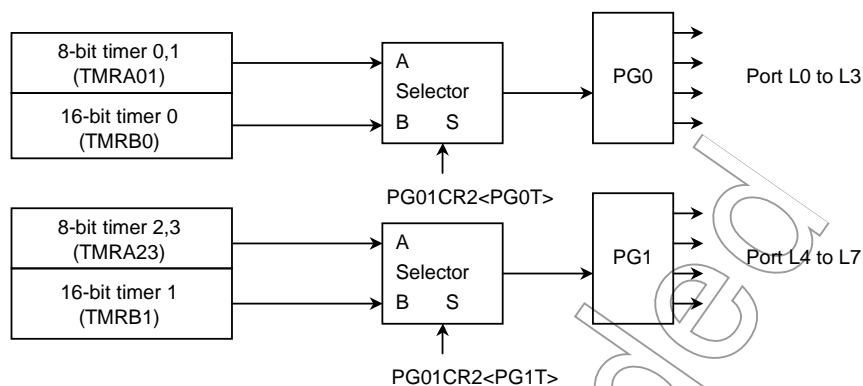 8-bit timer 0,1
(TMRA01)
16-bit timer 0
(TMRB0)
A
Selector
B S
PG01CR2<PG0T>
PG0
Port L0 to L3
8-bit timer 2,3
(TMRA23)
16-bit timer 1
(TMRB1)
A
Selector
B S
PG01CR2<PG1T>
PG1
Port L4 to L7
ded